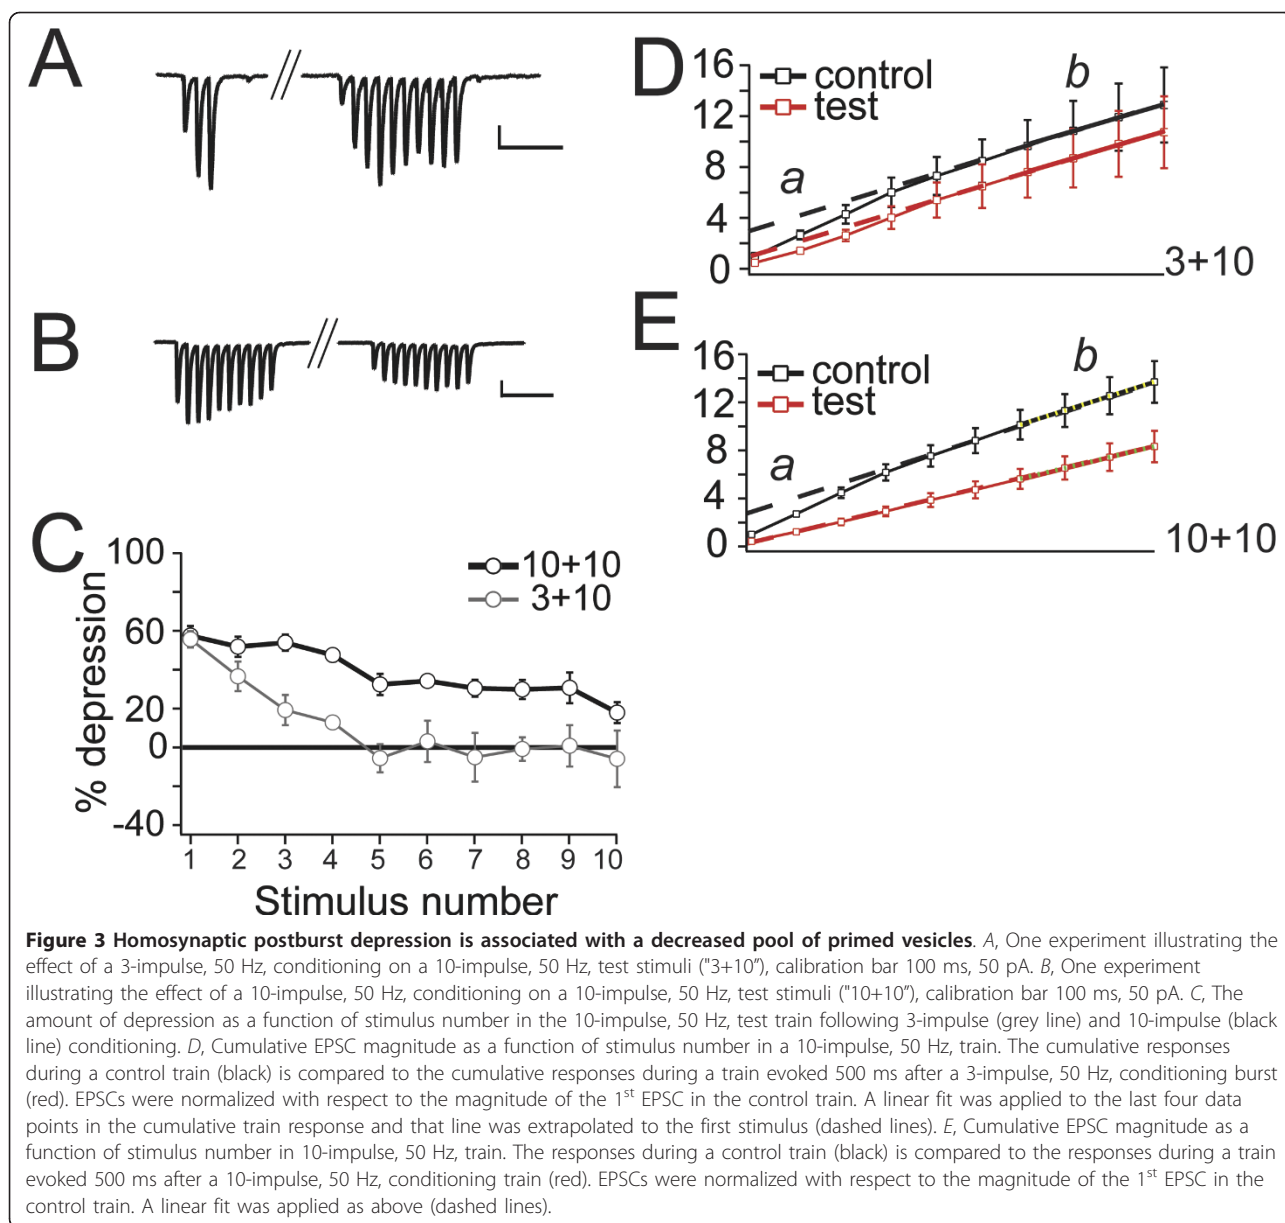 A
B
C
100
60
20
0
-40
% depression
10+10
3+10
1 2 3 4 5 6 7 8 9 10
Stimulus number
D
16
12
8
4
0
control
test
a
b
3+10
E
16
12
8
4
0
control
test
a
b
10+10
Figure 3 Homosynaptic postburst depression is associated with a decreased pool of primed vesicles. A, One experiment illustrating the
effect of a 3-impulse, 50 Hz, conditioning on a 10-impulse, 50 Hz, test stimuli ("3+10"), calibration bar 100 ms, 50 pA. B, One experiment
illustrating the effect of a 10-impulse, 50 Hz, conditioning on a 10-impulse, 50 Hz, test stimuli ("10+10"), calibration bar 100 ms, 50 pA. C, The
amount of depression as a function of stimulus number in the 10-impulse, 50 Hz, test train following 3-impulse (grey line) and 10-impulse (black
line) conditioning. D, Cumulative EPSC magnitude as a function of stimulus number in a 10-impulse, 50 Hz, train. The cumulative responses
during a control train (black) is compared to the cumulative responses during a train evoked 500 ms after a 3-impulse, 50 Hz, conditioning burst
(red). EPSCs were normalized with respect to the magnitude of the 1st EPSC in the control train. A linear fit was applied to the last four data
points in the cumulative train response and that line was extrapolated to the first stimulus (dashed lines). E, Cumulative EPSC magnitude as a
function of stimulus number in 10-impulse, 50 Hz, train. The responses during a control train (black) is compared to the responses during a train
evoked 500 ms after a 10-impulse, 50 Hz, conditioning train (red). EPSCs were normalized with respect to the magnitude of the 1st EPSC in the
control train. A linear fit was applied as above (dashed lines).